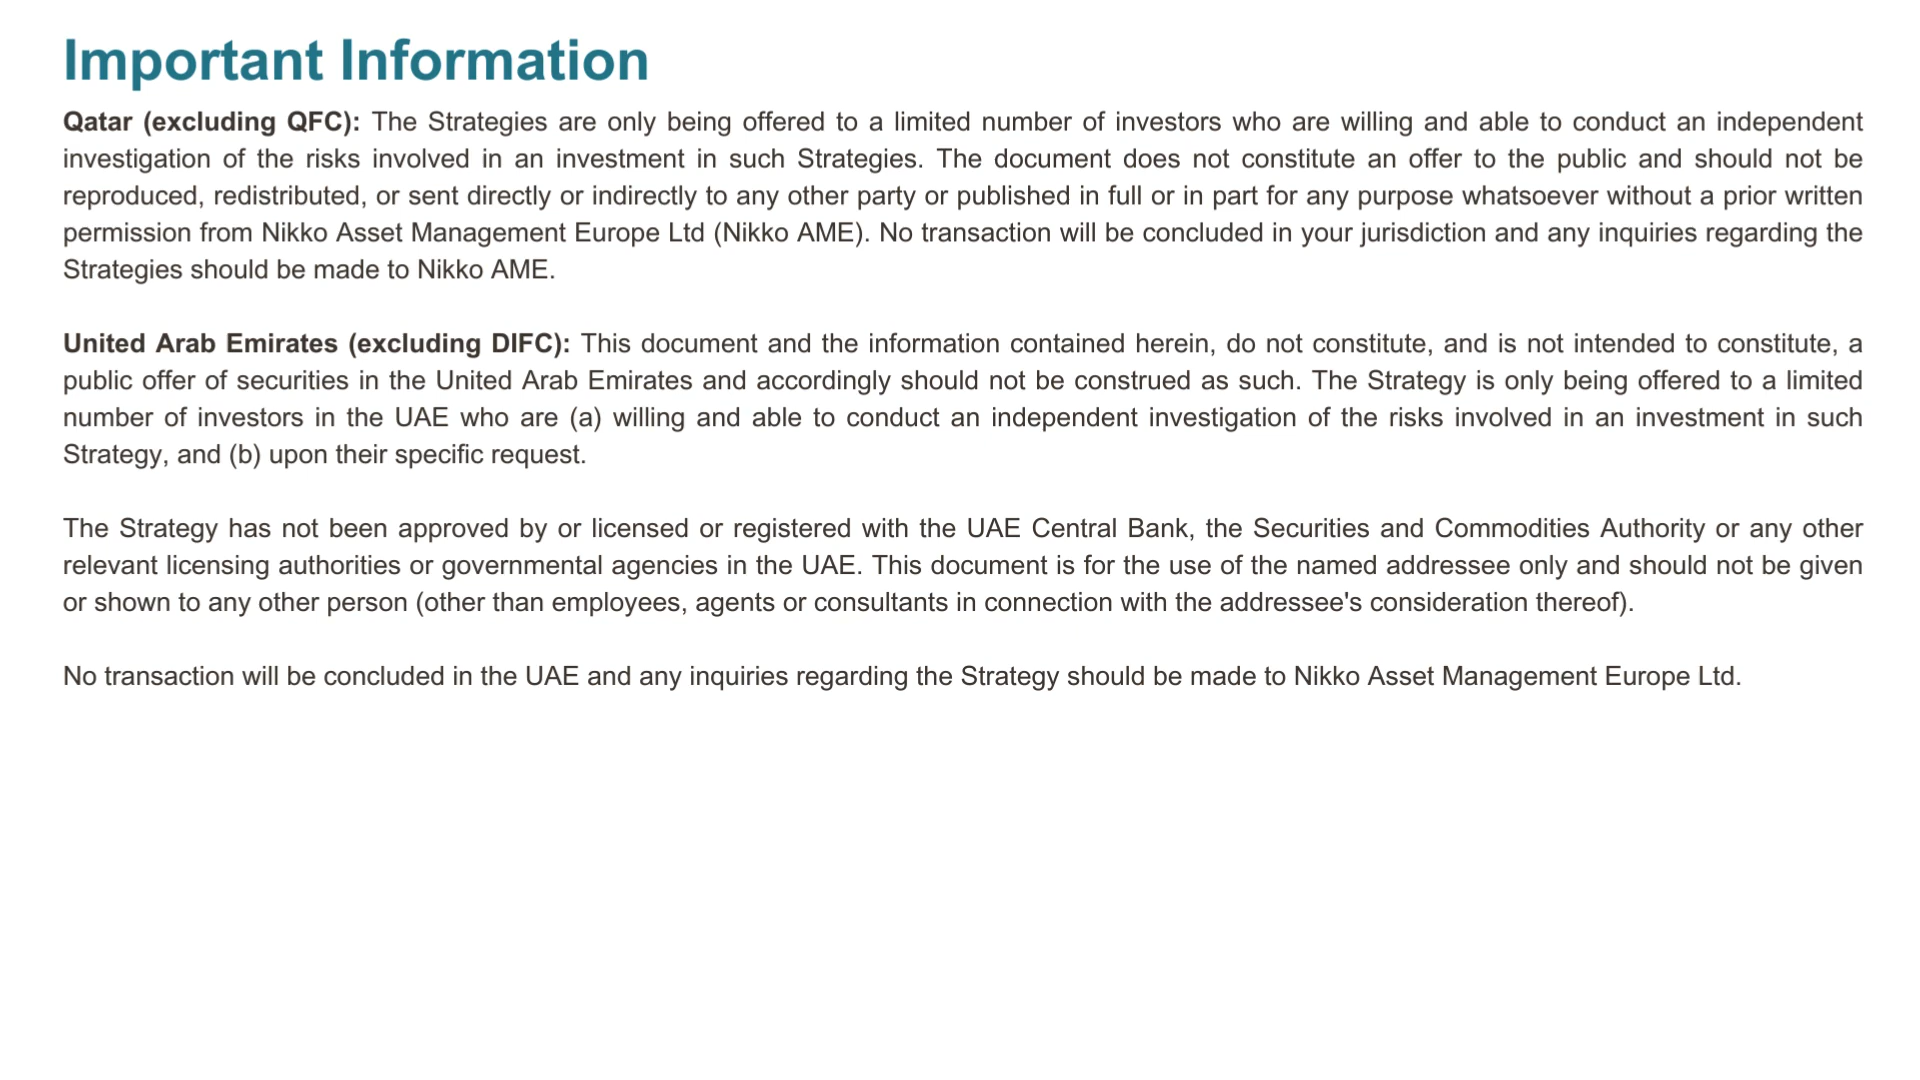 Important Information
Qatar (excluding QFC): The Strategies are only being offered to a limited number of investors who are willing and able to conduct an independent
investigation of the risks involved in an investment in such Strategies. The document does not constitute an offer to the public and should not be
reproduced, redistributed, or sent directly or indirectly to any other party or published in full or in part for any purpose whatsoever without a prior written
permission from Nikko Asset Management Europe Ltd (Nikko AME). No transaction will be concluded in your jurisdiction and any inquiries regarding the
Strategies should be made to Nikko AME.
United Arab Emirates (excluding DIFC): This document and the information contained herein, do not constitute, and is not intended to constitute, a
public offer of securities in the United Arab Emirates and accordingly should not be construed as such. The Strategy is only being offered to a limited
number of investors in the UAE who are (a) willing and able to conduct an independent investigation of the risks involved in an investment in such
Strategy, and (b) upon their specific request.
The Strategy has not been approved by or licensed or registered with the UAE Central Bank, the Securities and Commodities Authority or any other
relevant licensing authorities or governmental agencies in the UAE. This document is for the use of the named addressee only and should not be given
or shown to any other person (other than employees, agents or consultants in connection with the addressee's consideration thereof).
No transaction will be concluded in the UAE and any inquiries regarding the Strategy should be made to Nikko Asset Management Europe Ltd.